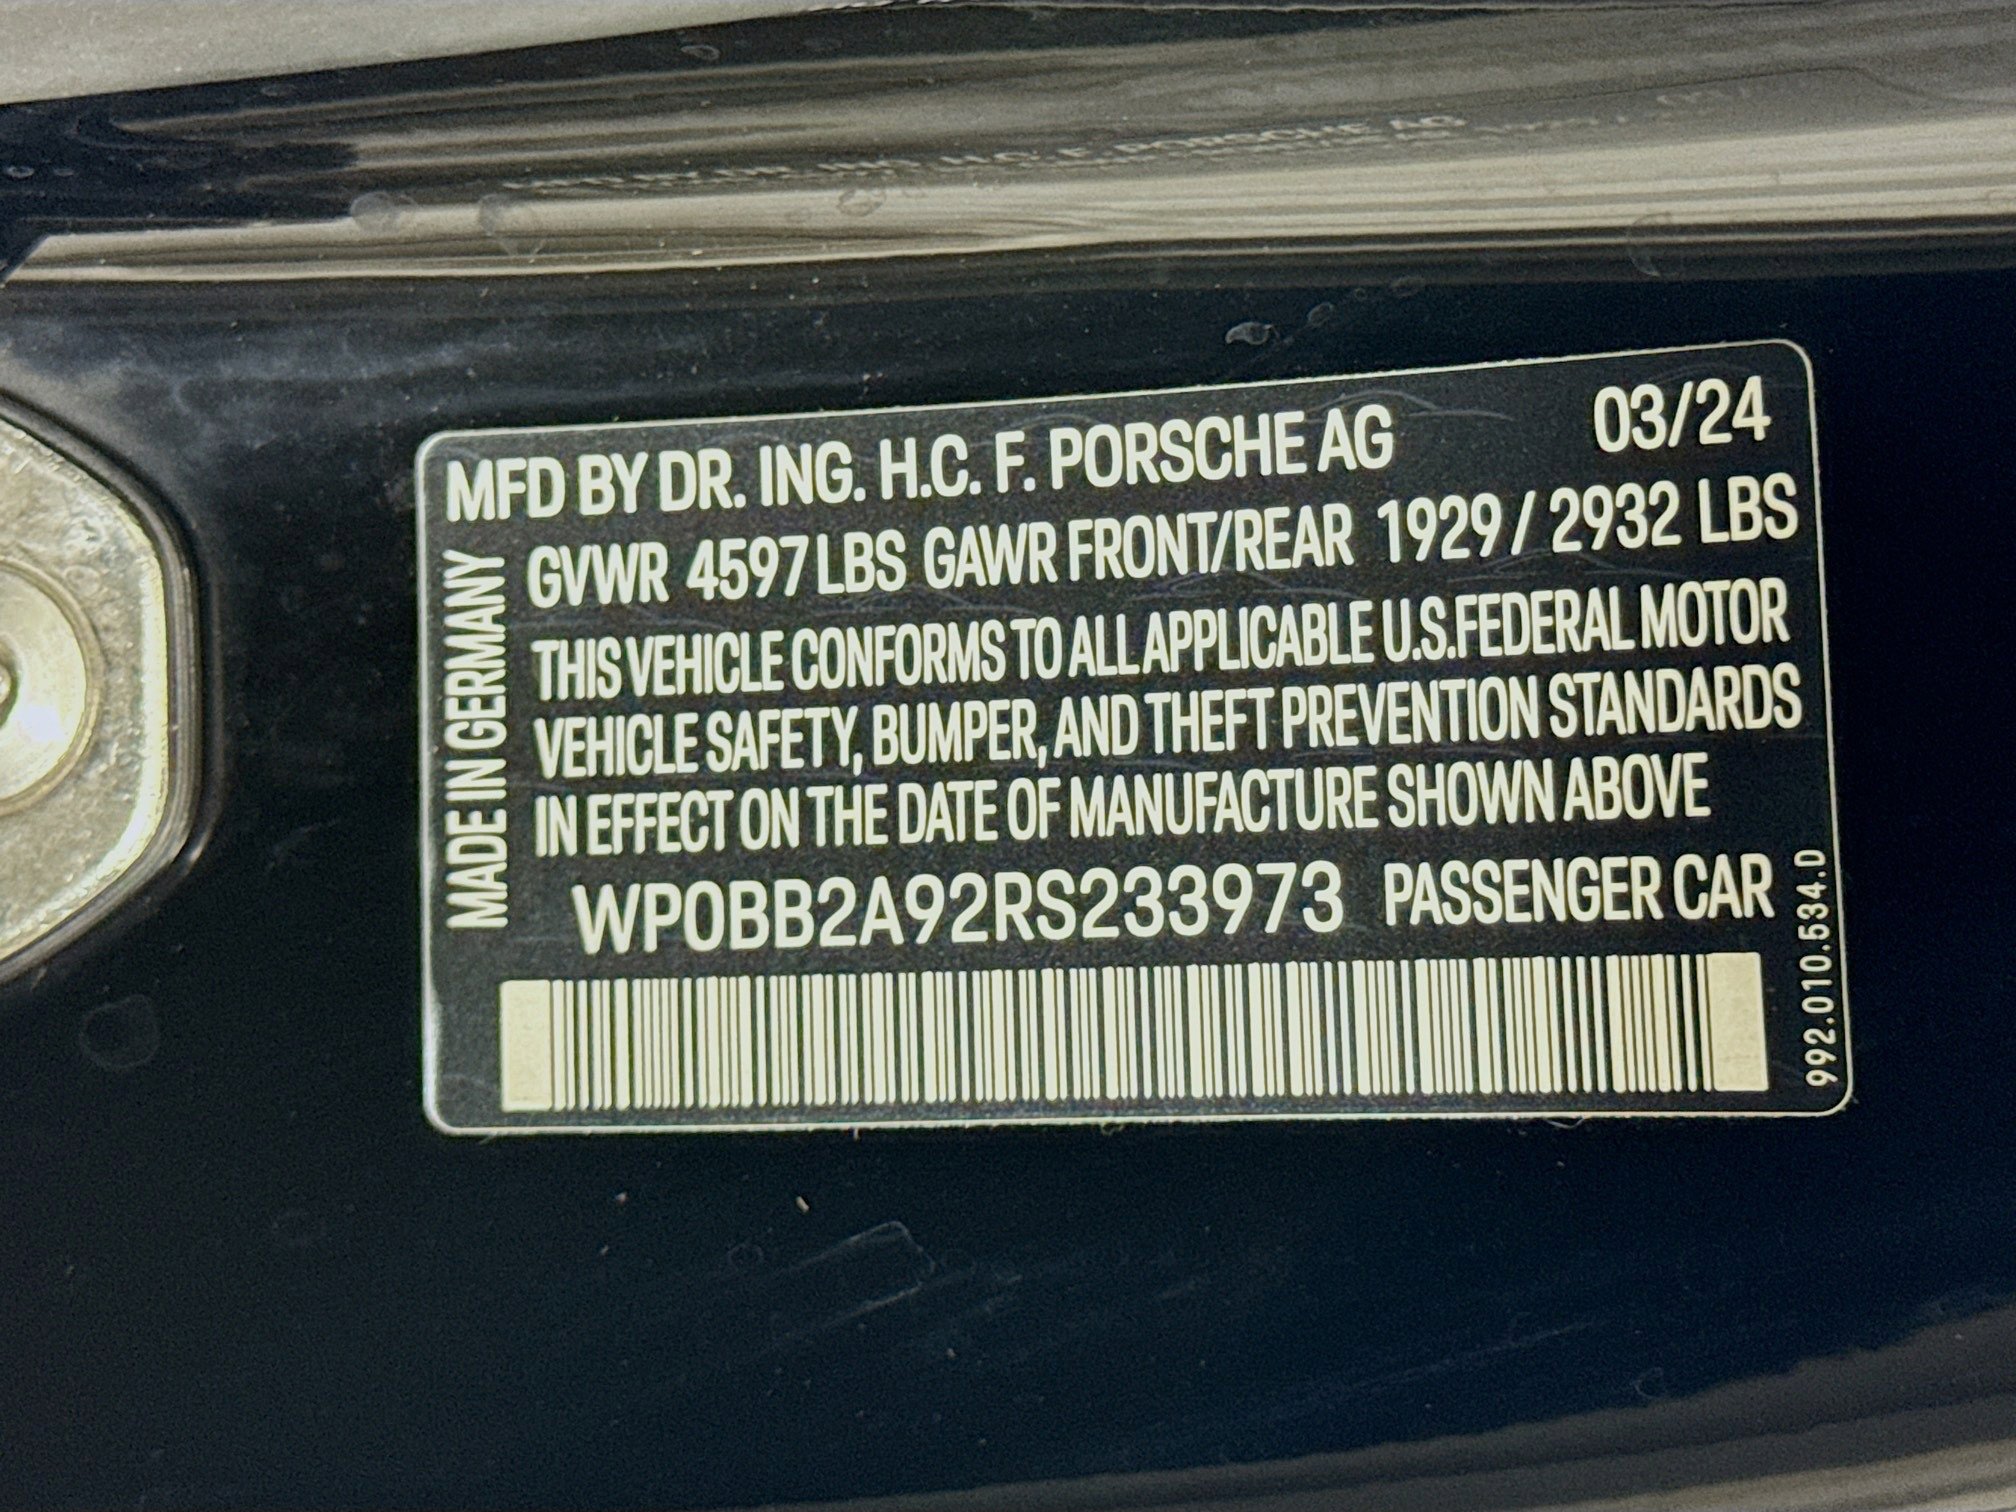 MFD BY DR. ING. H.C. F. PORSCHE AG 03/24
GVWR 4597 LBS GAWR FRONT/REAR 1929 / 2932 LBS
THIS VEHICLE CONFORMS TO ALL APPLICABLE U.S.FEDERAL MOTOR
VEHICLE SAFETY, BUMPER, AND THEFT PREVENTION STANDARDS
IN EFFECT ON THE DATE OF MANUFACTURE SHOWN ABOVE
WP0BB2A92RS233973 PASSENGER CAR
MADE IN GERMANY
992.010.534.D